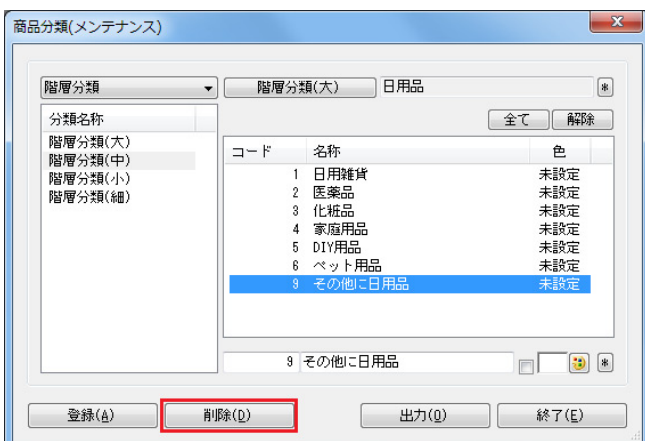 商品分類(メンテナンス)
階層分類 階層分類(大) 日用品 *
分類名称 全て 解除
階層分類(大)
階層分類(中)
階層分類(小)
階層分類(細)
コード 名称 色
1 日用雑貨 未設定
2 医薬品 未設定
3 化粧品 未設定
4 家庭用品 未設定
5 DIY用品 未設定
6 ペット用品 未設定
9 その他に日用品 未設定
9 その他に日用品 *
登録(A) 削除(D) 出力(O) 終了(E)